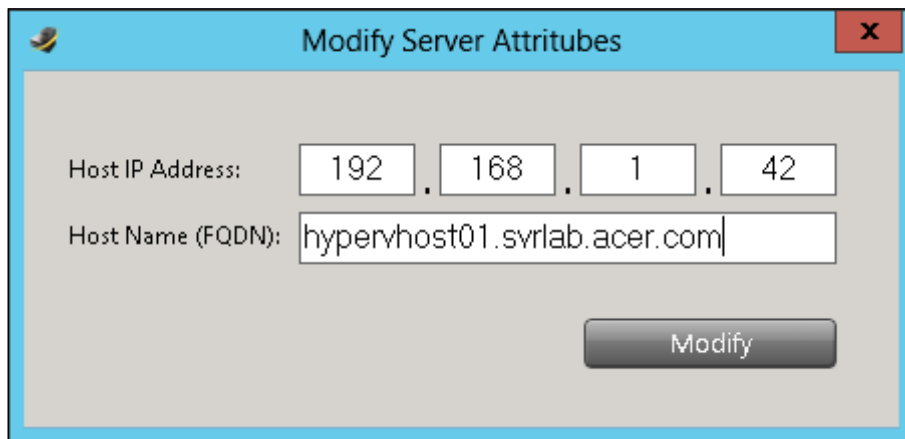 Modify Server Attritubes
x
Host IP Address: 192 . 168 . 1 . 42
Host Name (FQDN): hypervhost01.svrlab.acer.com
Modify